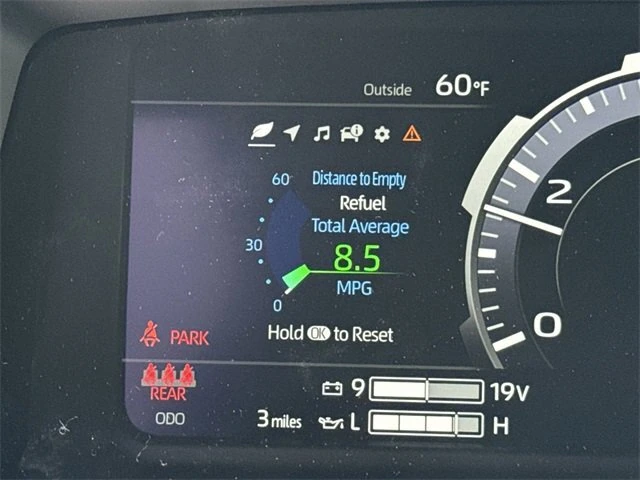 Outside 60°F
60 Distance to Empty
Refuel
Total Average
30 8.5
MPG
0
Hold OK to Reset
2
0
PARK
REAR
9 19V
ODO 3 miles L H